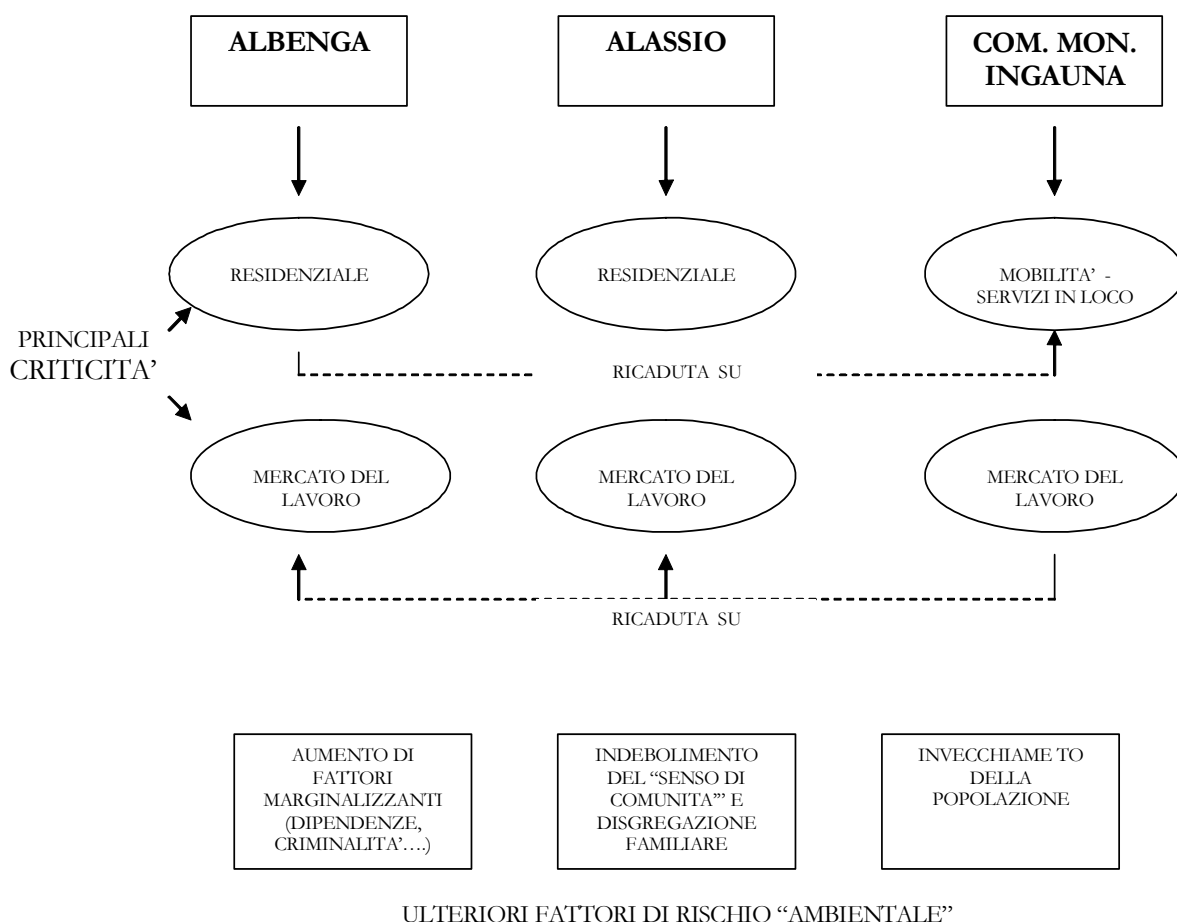 ALBENGA
ALASSIO
COM. MON.
INGAUNA
RESIDENZIALE
RESIDENZIALE
MOBILITA’ -
SERVIZI IN LOCO
PRINCIPALI
CRITICITA’
RICADUTA SU
MERCATO DEL
LAVORO
MERCATO DEL
LAVORO
MERCATO DEL
LAVORO
RICADUTA SU
AUMENTO DI
FATTORI
MARGINALIZZANTI
(DIPENDENZE,
CRIMINALITA’….)
INDEBOLIMENTO
DEL “SENSO DI
COMUNITA’” E
DISGREGAZIONE
FAMILIARE
INVECCHIAME TO
DELLA
POPOLAZIONE
ULTERIORI FATTORI DI RISCHIO “AMBIENTALE”